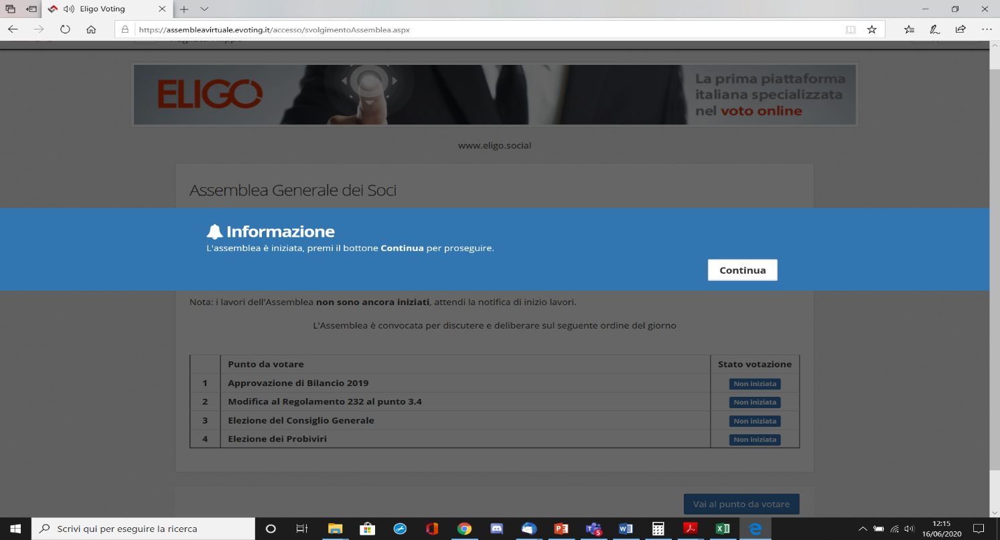 Eligo Voting
https://assembleavirtuale.evoting.it/accesso/svolgimentoAssemblea.aspx
ELIGO
La prima piattaforma
italiana specializzata
nel voto online
www.eligo.social
Assemblea Generale dei Soci
Informazione
L'assemblea è iniziata, premi il bottone Continua per proseguire.
Continua
Nota: i lavori dell'Assemblea non sono ancora iniziati, attendi la notifica di inizio lavori.
L'Assemblea è convocata per discutere e deliberare sul seguente ordine del giorno
Punto da votare Stato votazione
1 Approvazione di Bilancio 2019 Non iniziata
2 Modifica al Regolamento 232 al punto 3.4 Non iniziata
3 Elezione del Consiglio Generale Non iniziata
4 Elezione dei Probiviri Non iniziata
Vai al punto da votare
Scrivi qui per eseguire la ricerca
5
12:15
16/06/2020